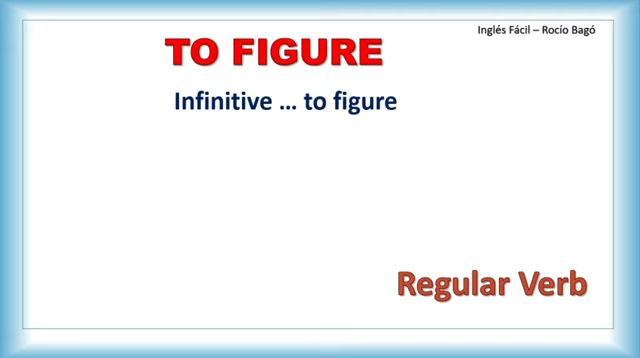 Inglés Fácil – Rocío Bagó
TO FIGURE
Infinitive ... to figure
Regular Verb